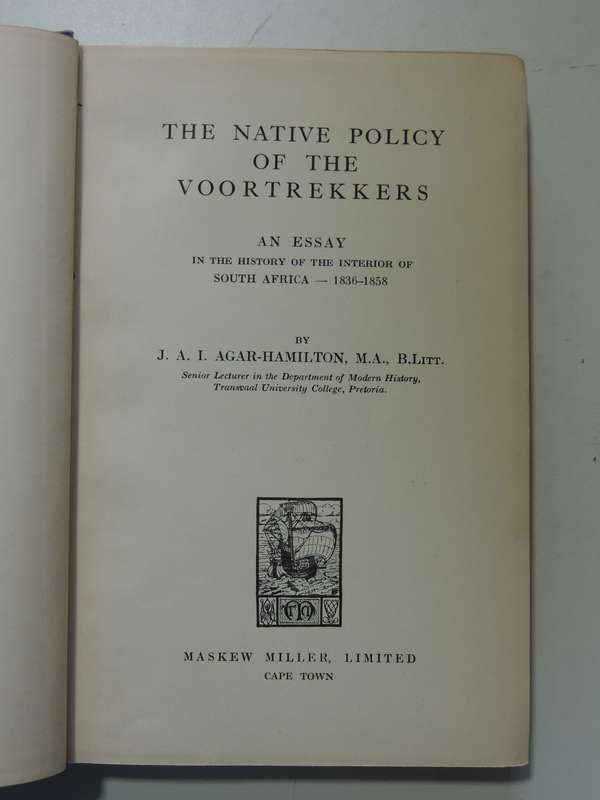 THE NATIVE POLICY
OF THE
VOORTREKKERS
AN ESSAY
IN THE HISTORY OF THE INTERIOR OF
SOUTH AFRICA — 1836–1858
BY
J. A. I. AGAR-HAMILTON, M.A., B.LITT.
Senior Lecturer in the Department of Modern History,
Transvaal University College, Pretoria.
MASKEW MILLER, LIMITED
CAPE TOWN